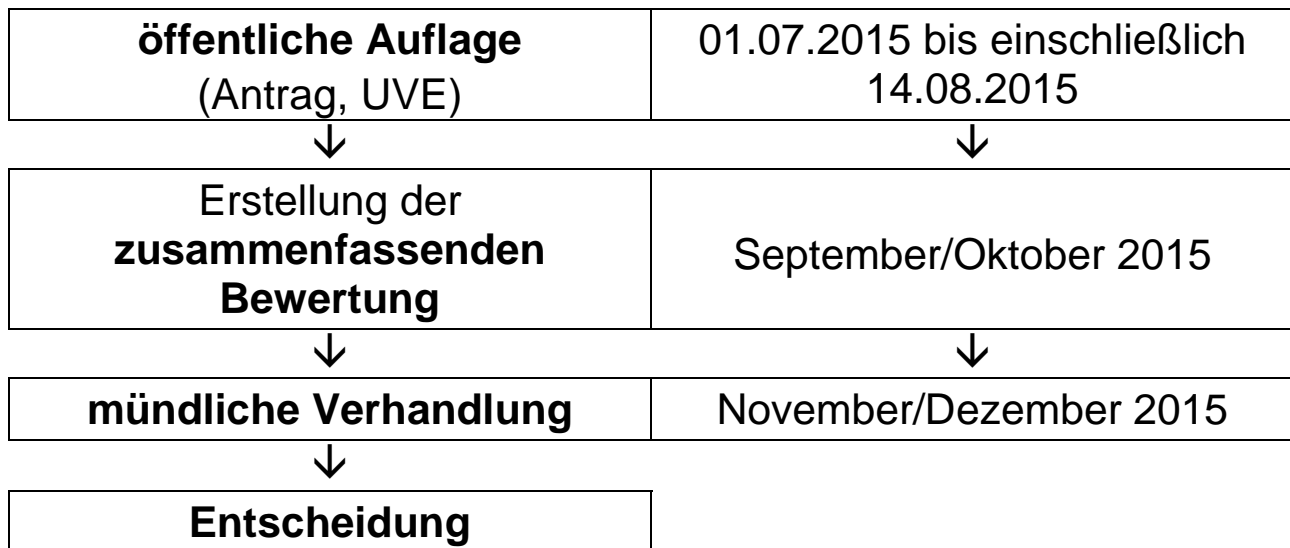 öffentliche Auflage
(Antrag, UVE)
01.07.2015 bis einschließlich
14.08.2015
Erstellung der
zusammenfassenden
Bewertung
September/Oktober 2015
mündliche Verhandlung
November/Dezember 2015
Entscheidung